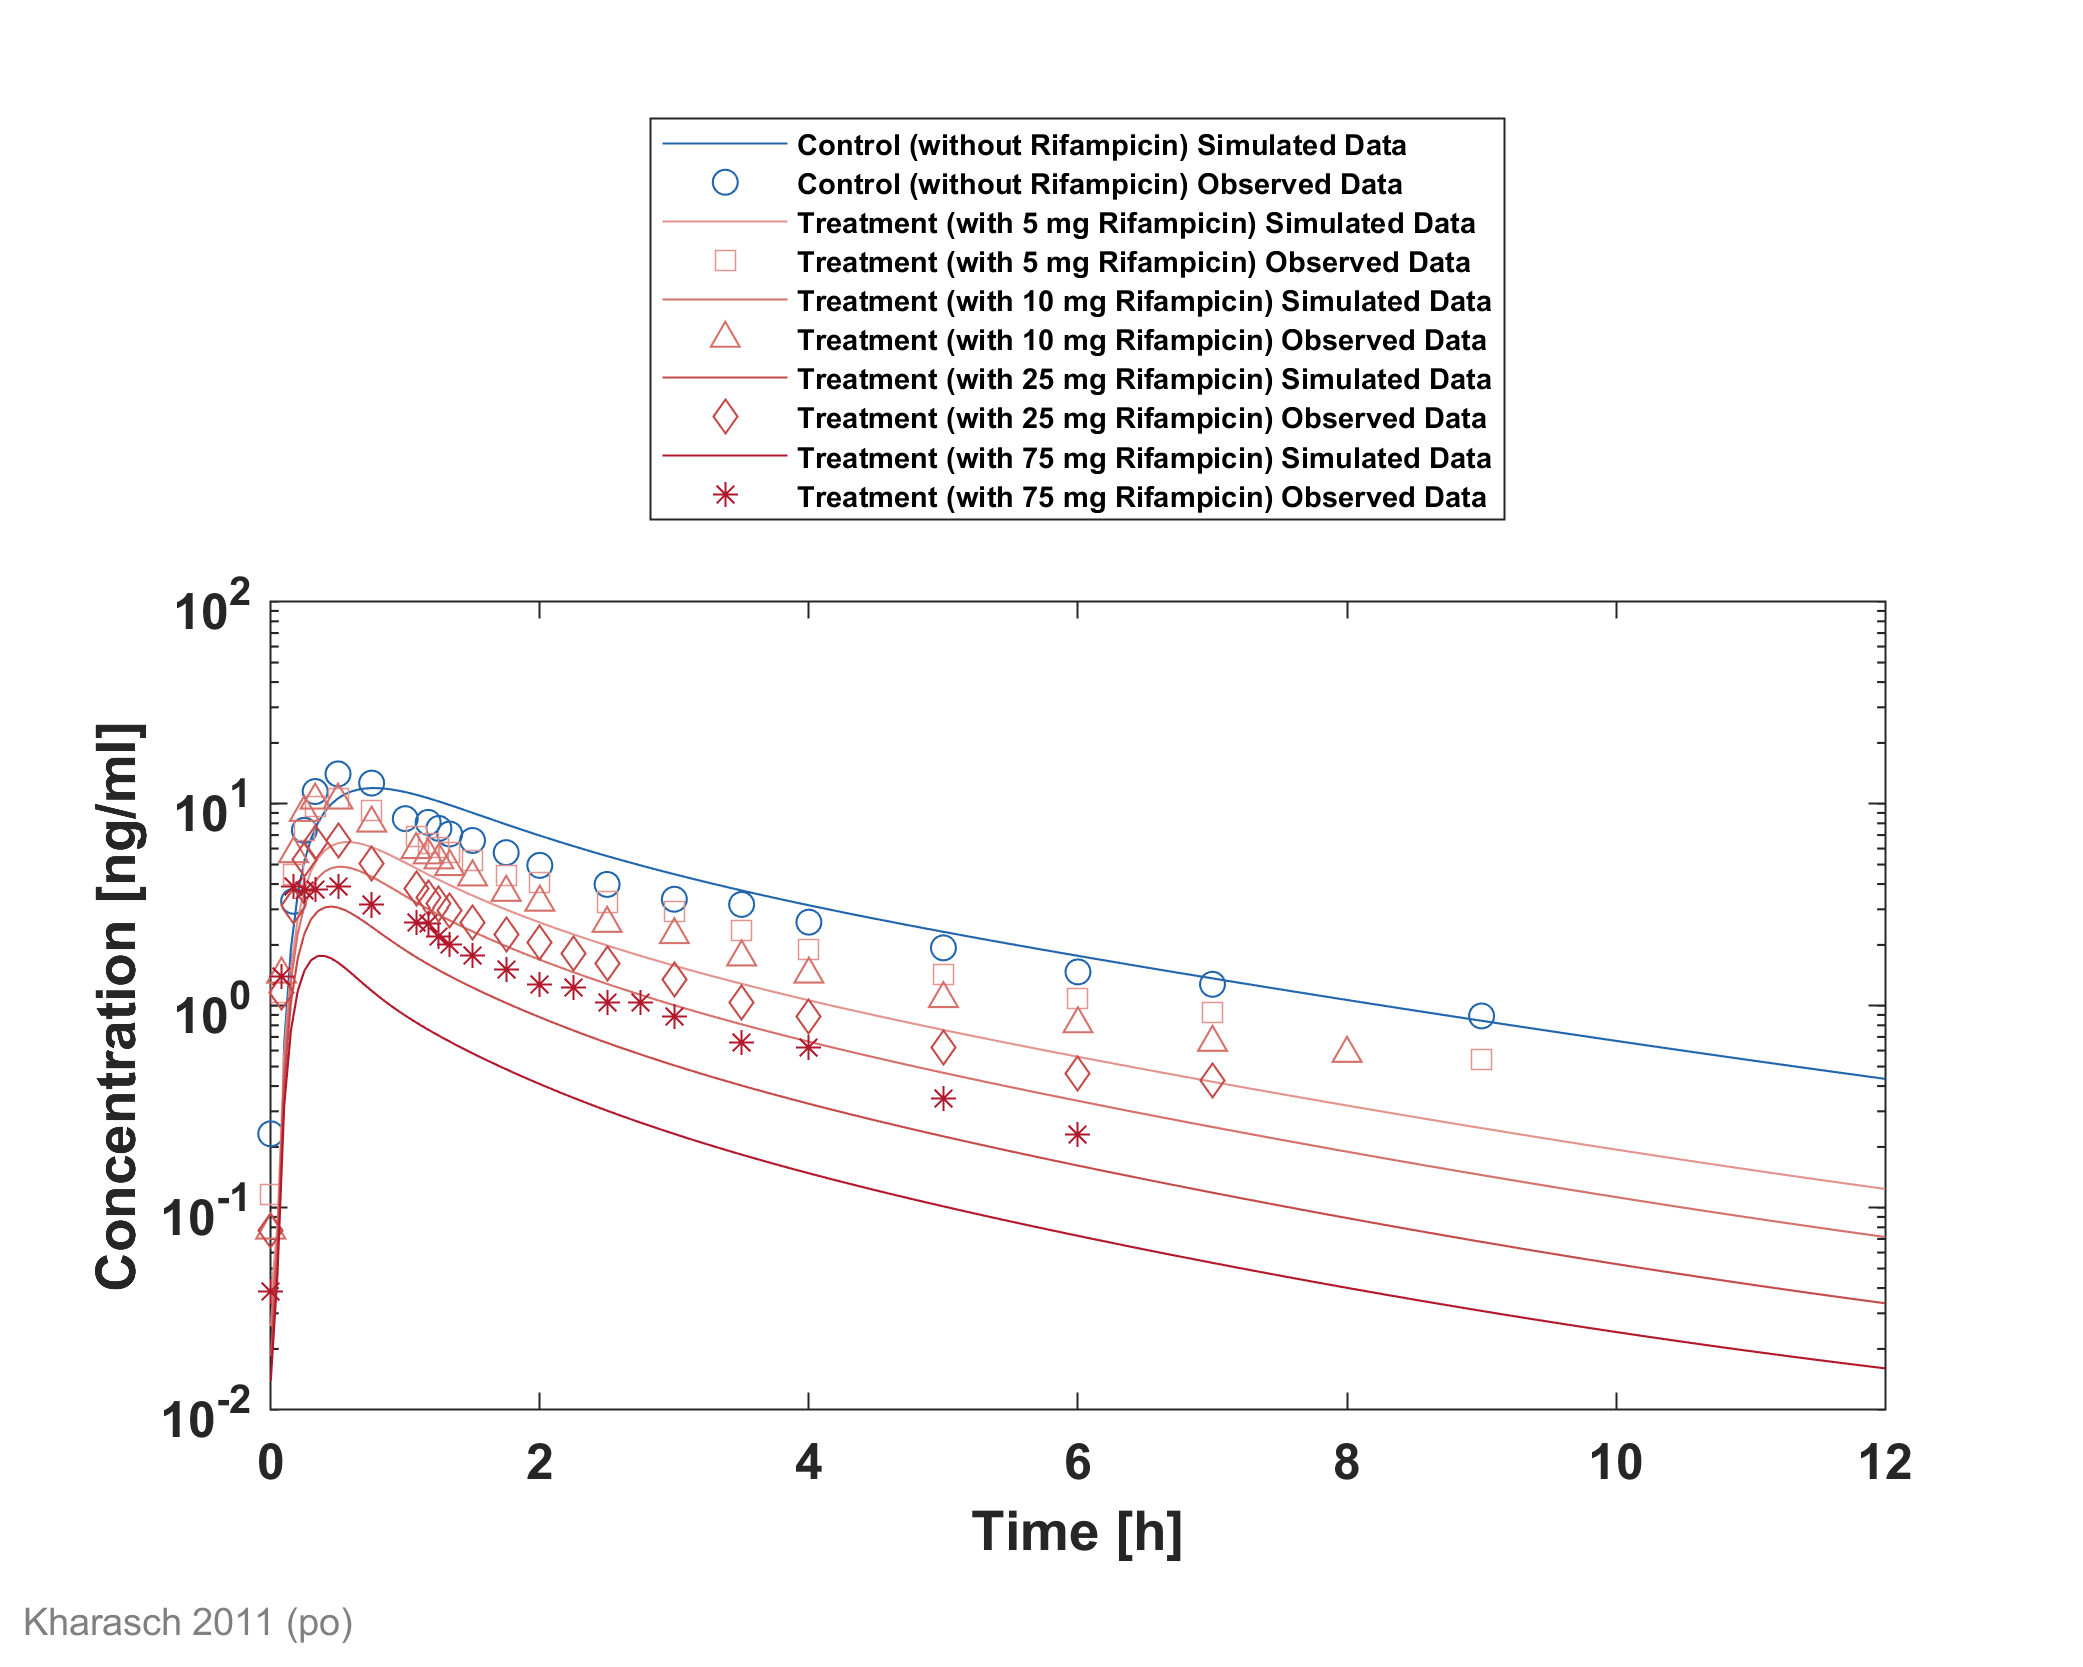 Control (without Rifampicin) Simulated Data
Control (without Rifampicin) Observed Data
Treatment (with 5 mg Rifampicin) Simulated Data
Treatment (with 5 mg Rifampicin) Observed Data
Treatment (with 10 mg Rifampicin) Simulated Data
Treatment (with 10 mg Rifampicin) Observed Data
Treatment (with 25 mg Rifampicin) Simulated Data
Treatment (with 25 mg Rifampicin) Observed Data
Treatment (with 75 mg Rifampicin) Simulated Data
Treatment (with 75 mg Rifampicin) Observed Data
10^2
10^1
10^0
10^-1
10^-2
Concentration [ng/ml]
0 2 4 6 8 10 12
Time [h]
Kharasch 2011 (po)